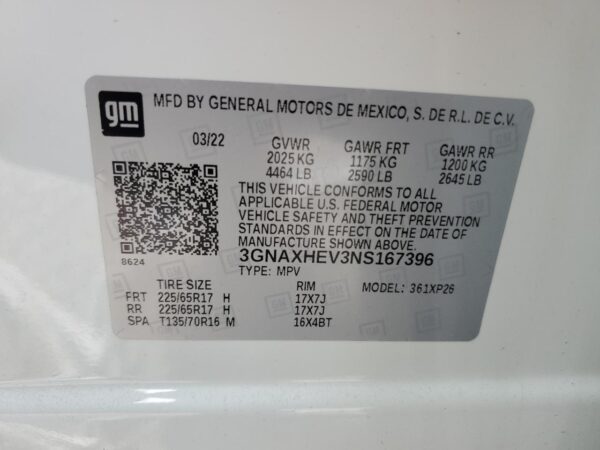 gm MFD BY GENERAL MOTORS DE MEXICO, S. DE R.L. DE C.V.
03/22 GVWR GAWR FRT GAWR RR
2025 KG 1175 KG 1200 KG
4464 LB 2590 LB 2645 LB
THIS VEHICLE CONFORMS TO ALL
APPLICABLE U.S. FEDERAL MOTOR
VEHICLE SAFETY AND THEFT PREVENTION
STANDARDS IN EFFECT ON THE DATE
OF MANUFACTURE SHOWN ABOVE.
8624 3GNAXHEV3NS167396
TYPE: MPV MODEL: 361XP26
TIRE SIZE RIM
FRT 225/65R17 H 17X7J
RR 225/65R17 H 17X7J
SPA T135/70R16 M 16X4BT